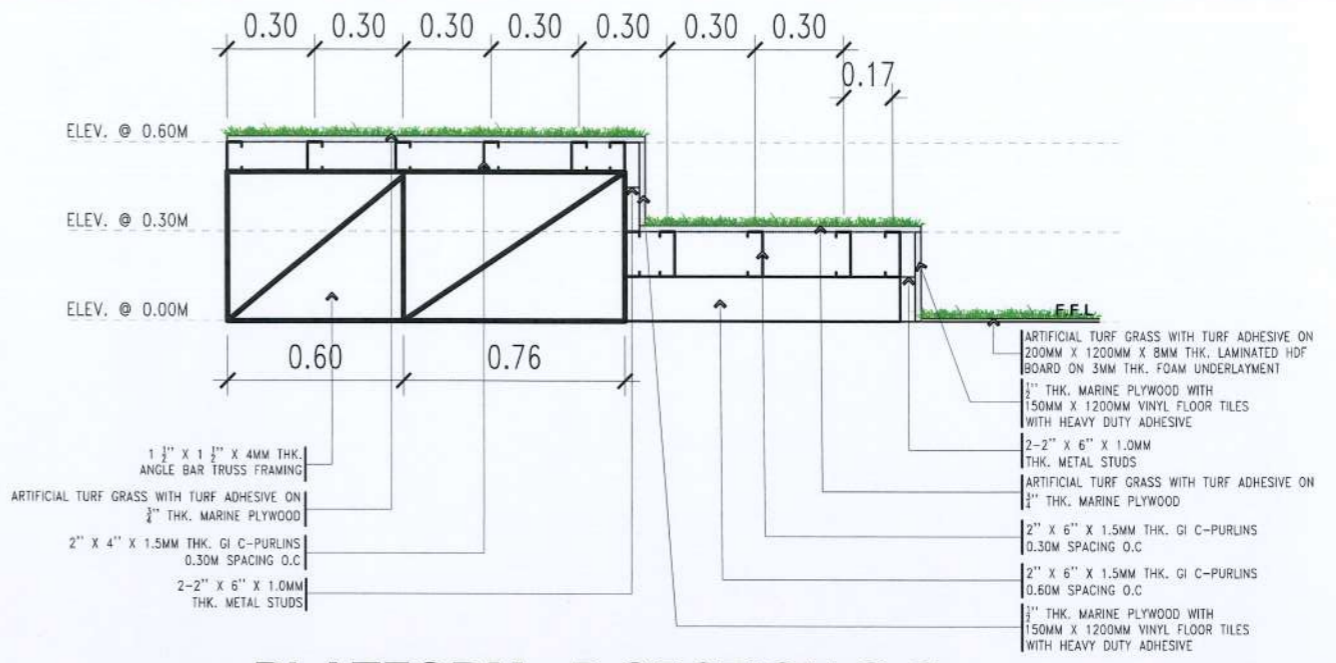 0.30 0.30 0.30 0.30 0.30 0.30 0.30
0.17
ELEV. @ 0.60M
ELEV. @ 0.30M
ELEV. @ 0.00M
F.F.L.
0.60 0.76
1 ½" X 1 ½" X 4MM THK.
ANGLE BAR TRUSS FRAMING
ARTIFICIAL TURF GRASS WITH TURF ADHESIVE ON
¾" THK. MARINE PLYWOOD
2" X 4" X 1.5MM THK. GI C-PURLINS
0.30M SPACING O.C
2-2" X 6" X 1.0MM
THK. METAL STUDS
ARTIFICIAL TURF GRASS WITH TURF ADHESIVE ON
200MM X 1200MM X 8MM THK. LAMINATED HDF
BOARD ON 3MM THK. FOAM UNDERLAYMENT
½" THK. MARINE PLYWOOD WITH
150MM X 1200MM VINYL FLOOR TILES
WITH HEAVY DUTY ADHESIVE
2-2" X 6" X 1.0MM
THK. METAL STUDS
ARTIFICIAL TURF GRASS WITH TURF ADHESIVE ON
¾" THK. MARINE PLYWOOD
2" X 6" X 1.5MM THK. GI C-PURLINS
0.30M SPACING O.C
2" X 6" X 1.5MM THK. GI C-PURLINS
0.60M SPACING O.C
½" THK. MARINE PLYWOOD WITH
150MM X 1200MM VINYL FLOOR TILES
WITH HEAVY DUTY ADHESIVE